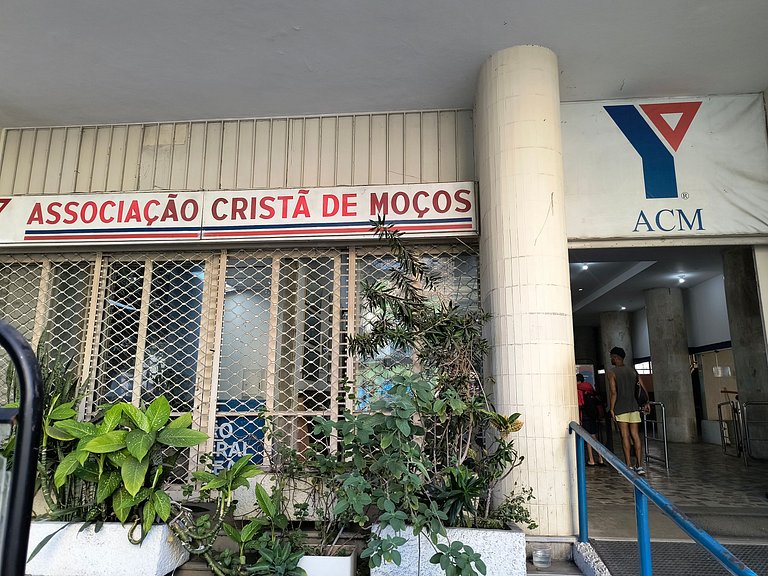 ASSOCIAÇÃO CRISTÃ DE MOÇOS
Y®
ACM